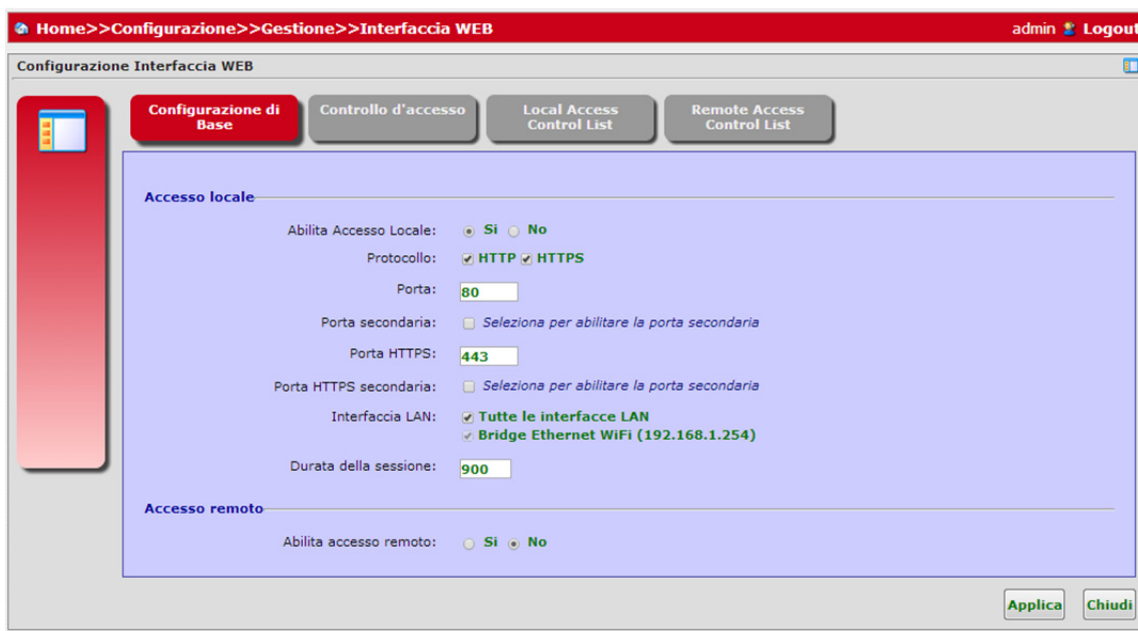 Home>>Configurazione>>Gestione>>Interfaccia WEB admin Logout
Configurazione Interfaccia WEB
Configurazione di Base
Controllo d'accesso
Local Access Control List
Remote Access Control List
Accesso locale
Abilita Accesso Locale: Si No
Protocollo: HTTP HTTPS
Porta: 80
Porta secondaria: Seleziona per abilitare la porta secondaria
Porta HTTPS: 443
Porta HTTPS secondaria: Seleziona per abilitare la porta secondaria
Interfaccia LAN: Tutte le interfacce LAN
Bridge Ethernet WiFi (192.168.1.254)
Durata della sessione: 900
Accesso remoto
Abilita accesso remoto: Si No
Applica Chiudi